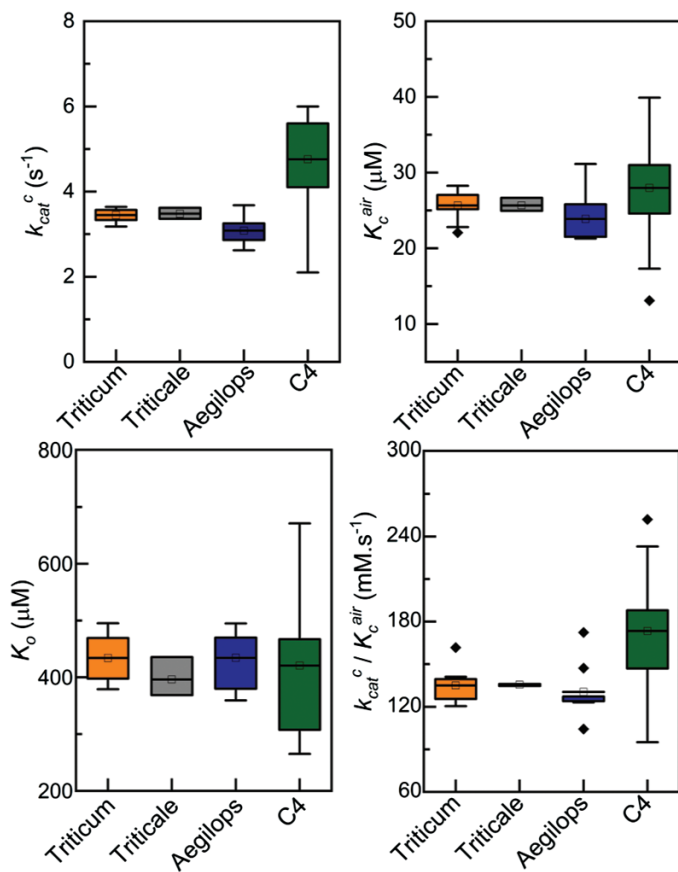 k_cat^c (s^-1)
8
6
4
2
0
Triticum
Triticale
Aegilops
C4
K_c^air (μM)
50
40
30
20
10
Triticum
Triticale
Aegilops
C4
K_o (μM)
800
600
400
200
Triticum
Triticale
Aegilops
C4
k_cat^c / K_c^air (mM.s^-1)
300
240
180
120
60
Triticum
Triticale
Aegilops
C4